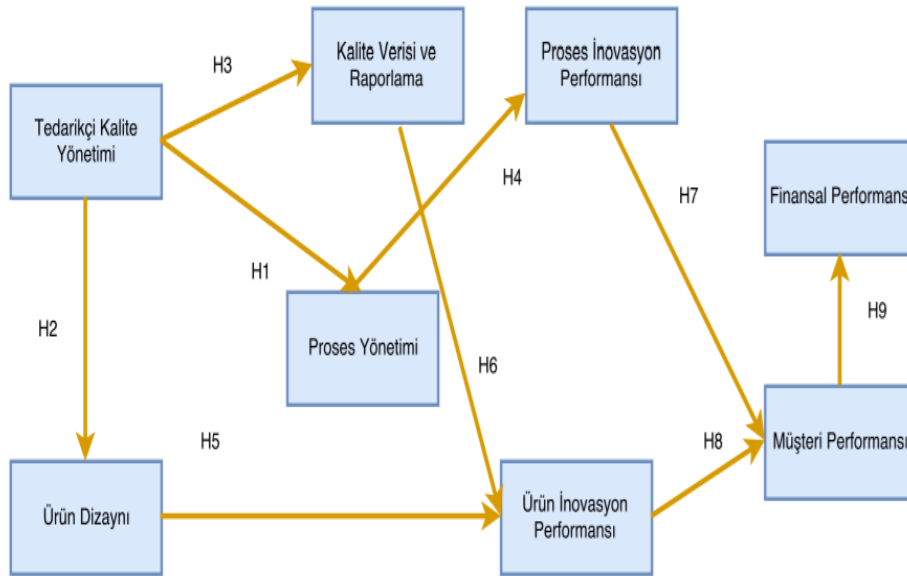 Kalite Verisi ve
Raporlama
Proses İnovasyon
Performansı
H3
Tedarikçi Kalite
Yönetimi
H4
H7
Finansal Performans
H1
H2
H9
Proses Yönetimi
H6
H5
H8
Müşteri Performansı
Ürün Dizaynı
Ürün İnovasyon
Performansı